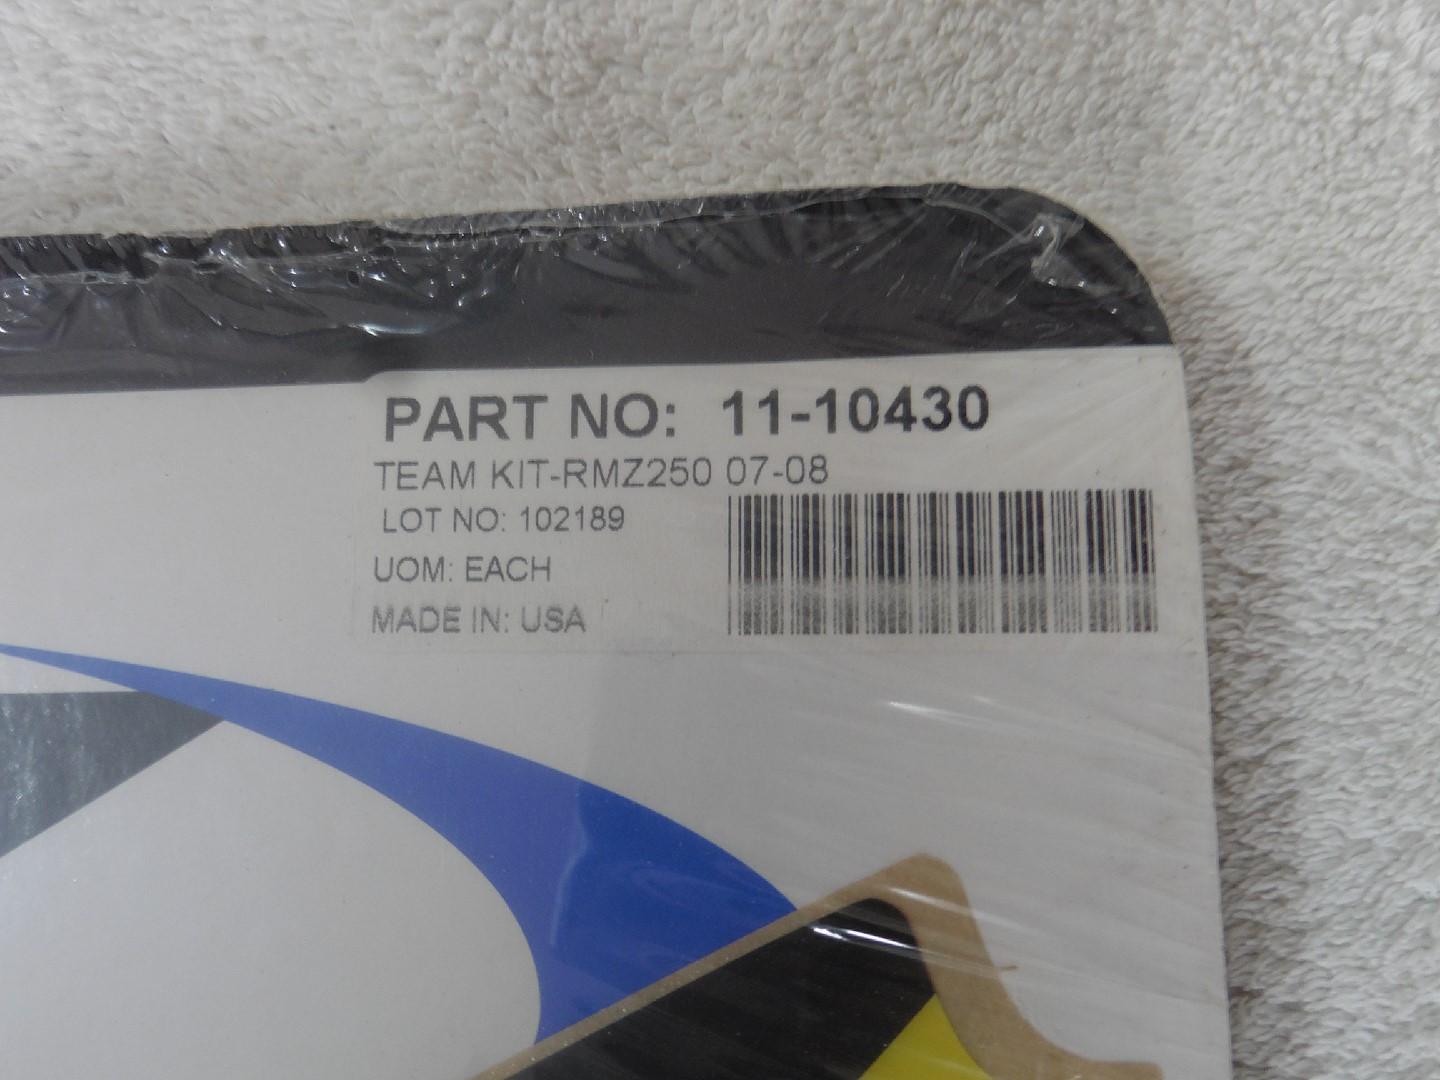 PART NO: 11-10430
TEAM KIT-RMZ250 07-08
LOT NO: 102189
UOM: EACH
MADE IN: USA